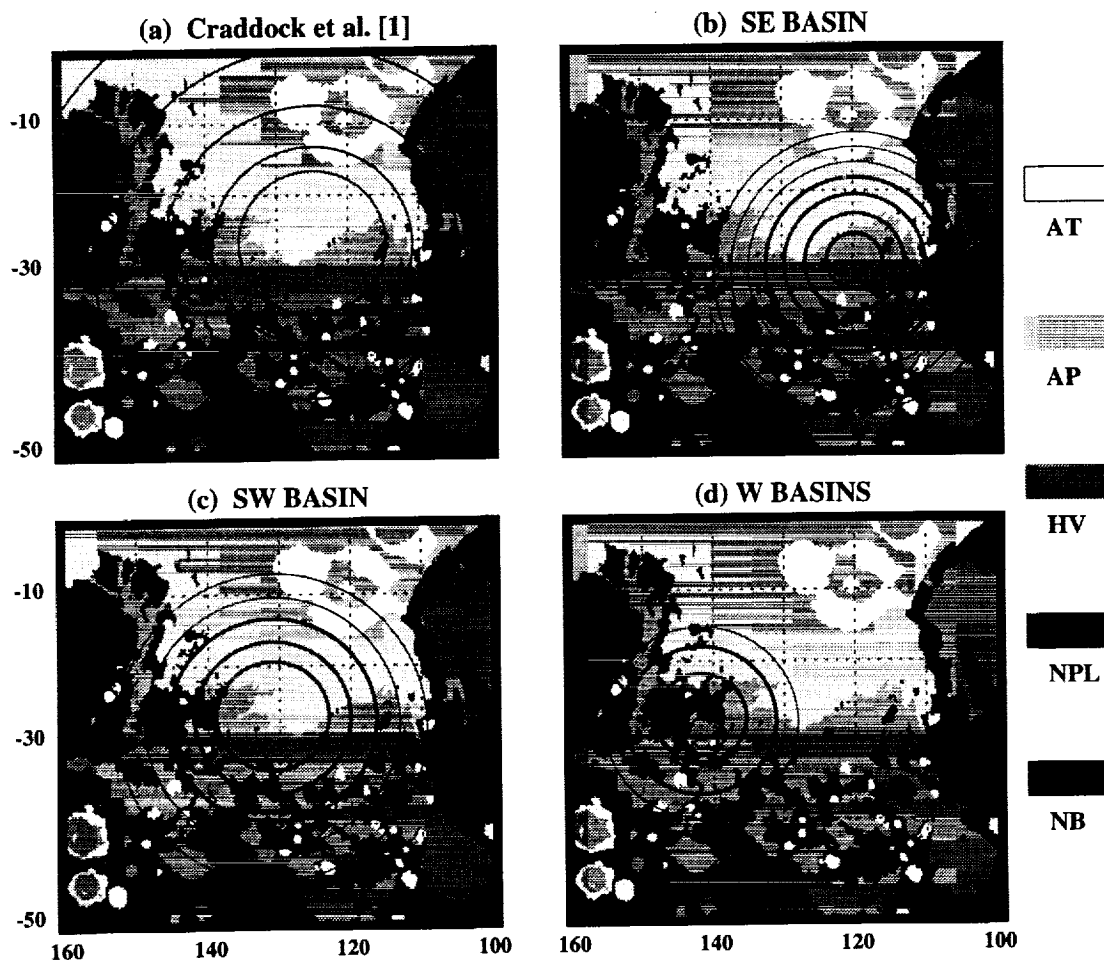 (a) Craddock et al. [1]
(b) SE BASIN
-10
-30
-50
AT
AP
HV
NPL
NB
(c) SW BASIN
(d) W BASINS
-10
-30
-50
160 140 120 100
160 140 120 100